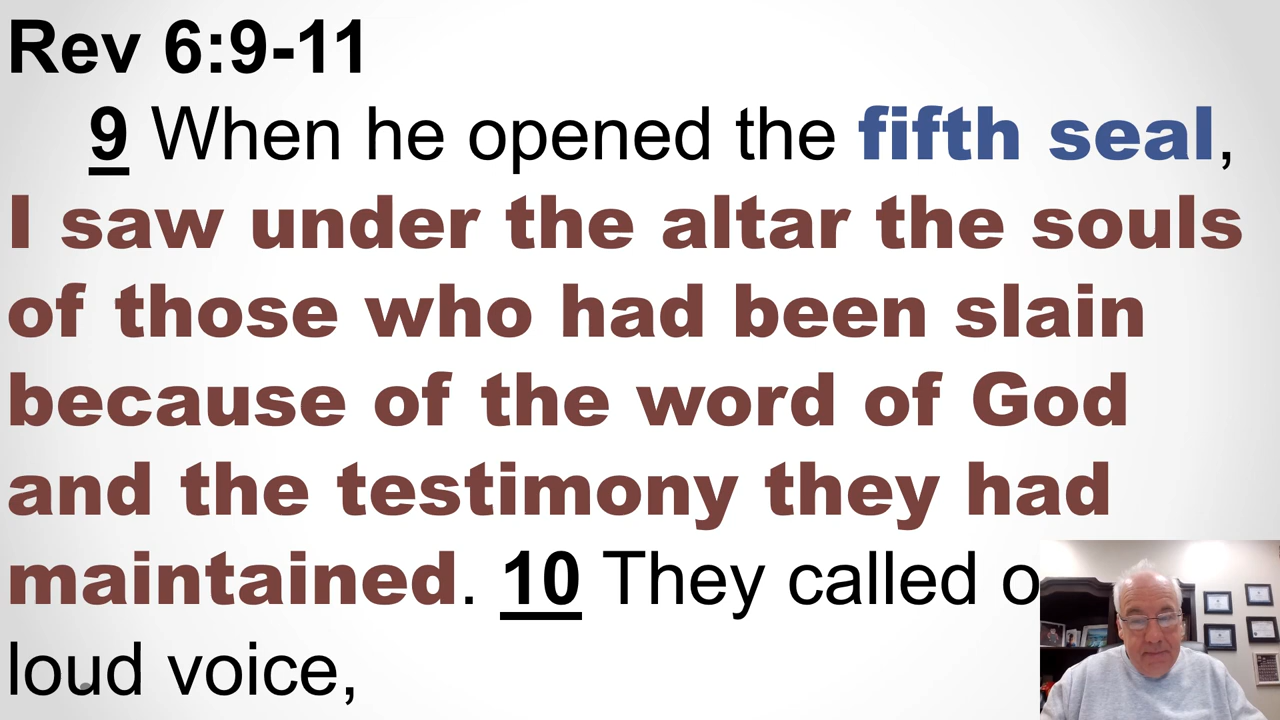 Rev 6:9-11
9 When he opened the fifth seal,
I saw under the altar the souls
of those who had been slain
because of the word of God
and the testimony they had
maintained. 10 They called
loud voice,